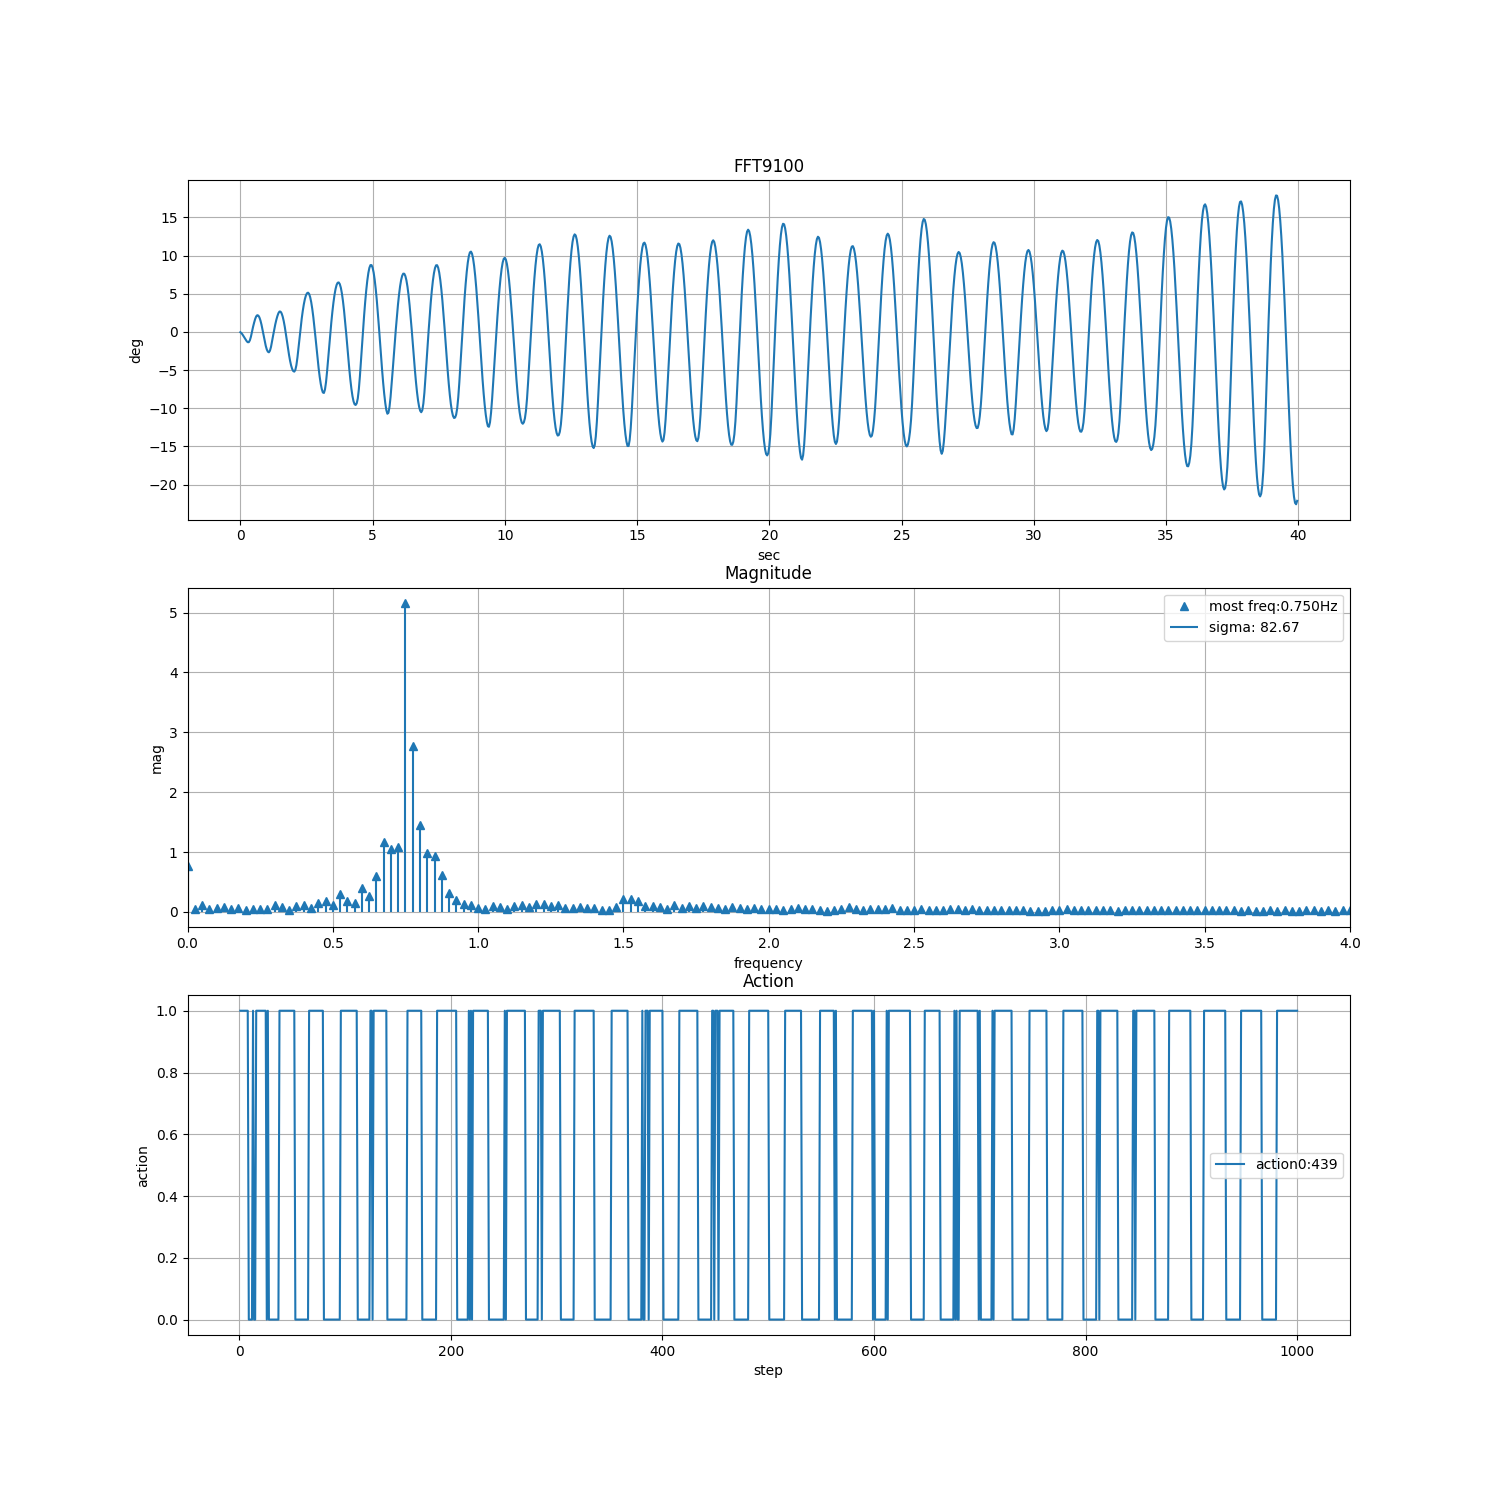 FFT9100
15
10
5
0
−5
−10
−15
−20
deg
0 5 10 15 20 25 30 35 40
sec
Magnitude
most freq:0.750Hz
sigma: 82.67
5
4
3
2
1
0
mag
0.0 0.5 1.0 1.5 2.0 2.5 3.0 3.5 4.0
frequency
Action
1.0
0.8
0.6
0.4
0.2
0.0
action
action0:439
0 200 400 600 800 1000
step